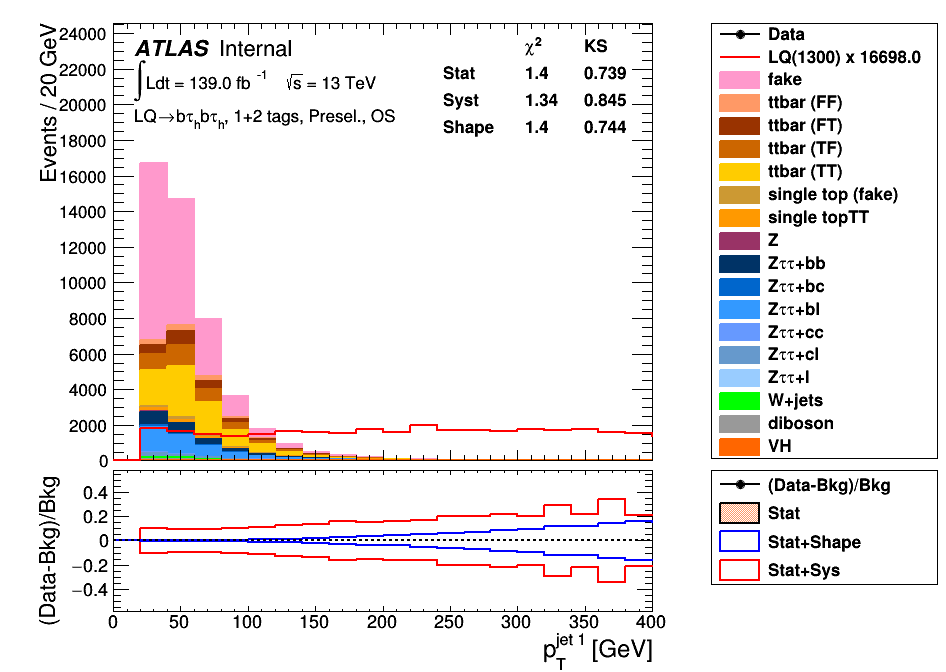 ATLAS Internal
∫Ldt = 139.0 fb⁻¹ √s = 13 TeV
LQ→bτhbτh, 1+2 tags, Presel., OS
χ² KS
Stat 1.4 0.739
Syst 1.34 0.845
Shape 1.4 0.744
Events / 20 GeV
24000
22000
20000
18000
16000
14000
12000
10000
8000
6000
4000
2000
0
(Data-Bkg)/Bkg
0.4
0.2
0
−0.2
−0.4
0 50 100 150 200 250 300 350 400
pT jet 1 [GeV]
Data
LQ(1300) x 16698.0
fake
ttbar (FF)
ttbar (FT)
ttbar (TF)
ttbar (TT)
single top (fake)
single topTT
Z
Zττ+bb
Zττ+bc
Zττ+bl
Zττ+cc
Zττ+cl
Zττ+l
W+jets
diboson
VH
(Data-Bkg)/Bkg
Stat
Stat+Shape
Stat+Sys